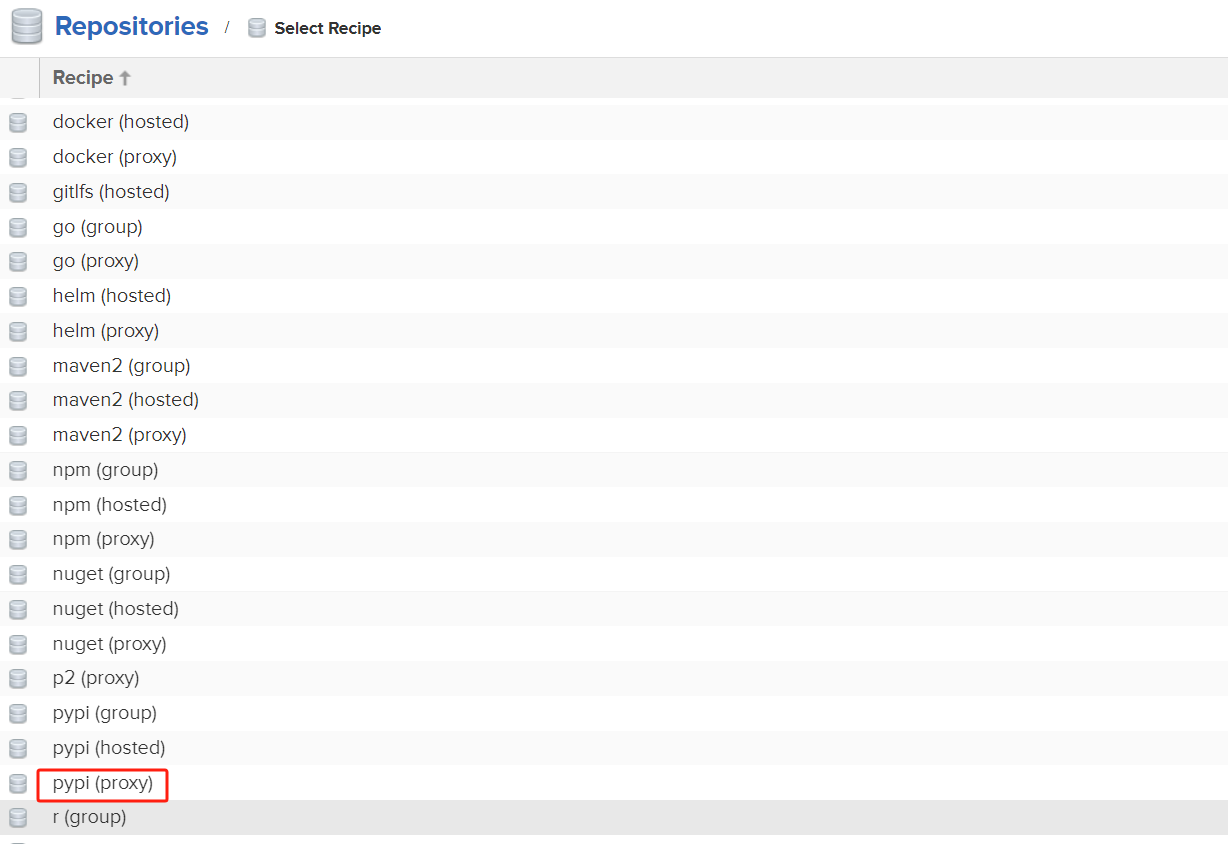 Repositories / Select Recipe
Recipe
docker (hosted)
docker (proxy)
gitlfs (hosted)
go (group)
go (proxy)
helm (hosted)
helm (proxy)
maven2 (group)
maven2 (hosted)
maven2 (proxy)
npm (group)
npm (hosted)
npm (proxy)
nuget (group)
nuget (hosted)
nuget (proxy)
p2 (proxy)
pypi (group)
pypi (hosted)
pypi (proxy)
r (group)